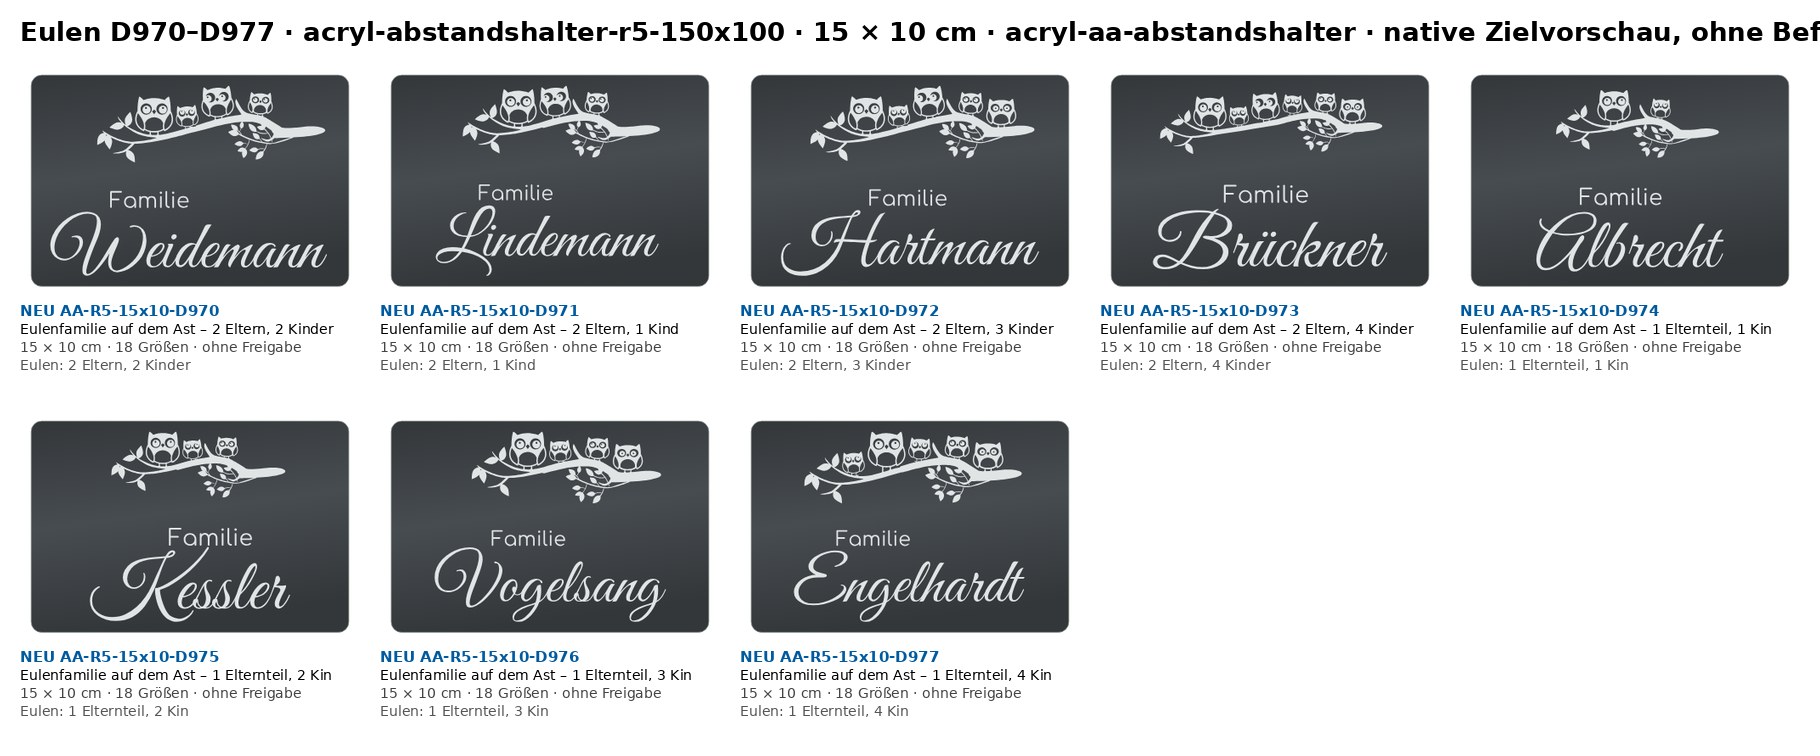 Eulen D970–D977 · acryl-abstandshalter-r5-150x100 · 15 × 10 cm · acryl-aa-abstandshalter · native Zielvorschau, ohne Bef
Familie
Weidemann
Familie
Lindemann
Familie
Hartmann
Familie
Brückner
Familie
Albrecht
NEU AA-R5-15x10-D970
Eulenfamilie auf dem Ast – 2 Eltern, 2 Kinder
15 × 10 cm · 18 Größen · ohne Freigabe
Eulen: 2 Eltern, 2 Kinder
NEU AA-R5-15x10-D971
Eulenfamilie auf dem Ast – 2 Eltern, 1 Kind
15 × 10 cm · 18 Größen · ohne Freigabe
Eulen: 2 Eltern, 1 Kind
NEU AA-R5-15x10-D972
Eulenfamilie auf dem Ast – 2 Eltern, 3 Kinder
15 × 10 cm · 18 Größen · ohne Freigabe
Eulen: 2 Eltern, 3 Kinder
NEU AA-R5-15x10-D973
Eulenfamilie auf dem Ast – 2 Eltern, 4 Kinder
15 × 10 cm · 18 Größen · ohne Freigabe
Eulen: 2 Eltern, 4 Kinder
NEU AA-R5-15x10-D974
Eulenfamilie auf dem Ast – 1 Elternteil, 1 Kin
15 × 10 cm · 18 Größen · ohne Freigabe
Eulen: 1 Elternteil, 1 Kin
Familie
Kessler
Familie
Vogelsang
Familie
Engelhardt
NEU AA-R5-15x10-D975
Eulenfamilie auf dem Ast – 1 Elternteil, 2 Kin
15 × 10 cm · 18 Größen · ohne Freigabe
Eulen: 1 Elternteil, 2 Kin
NEU AA-R5-15x10-D976
Eulenfamilie auf dem Ast – 1 Elternteil, 3 Kin
15 × 10 cm · 18 Größen · ohne Freigabe
Eulen: 1 Elternteil, 3 Kin
NEU AA-R5-15x10-D977
Eulenfamilie auf dem Ast – 1 Elternteil, 4 Kin
15 × 10 cm · 18 Größen · ohne Freigabe
Eulen: 1 Elternteil, 4 Kin